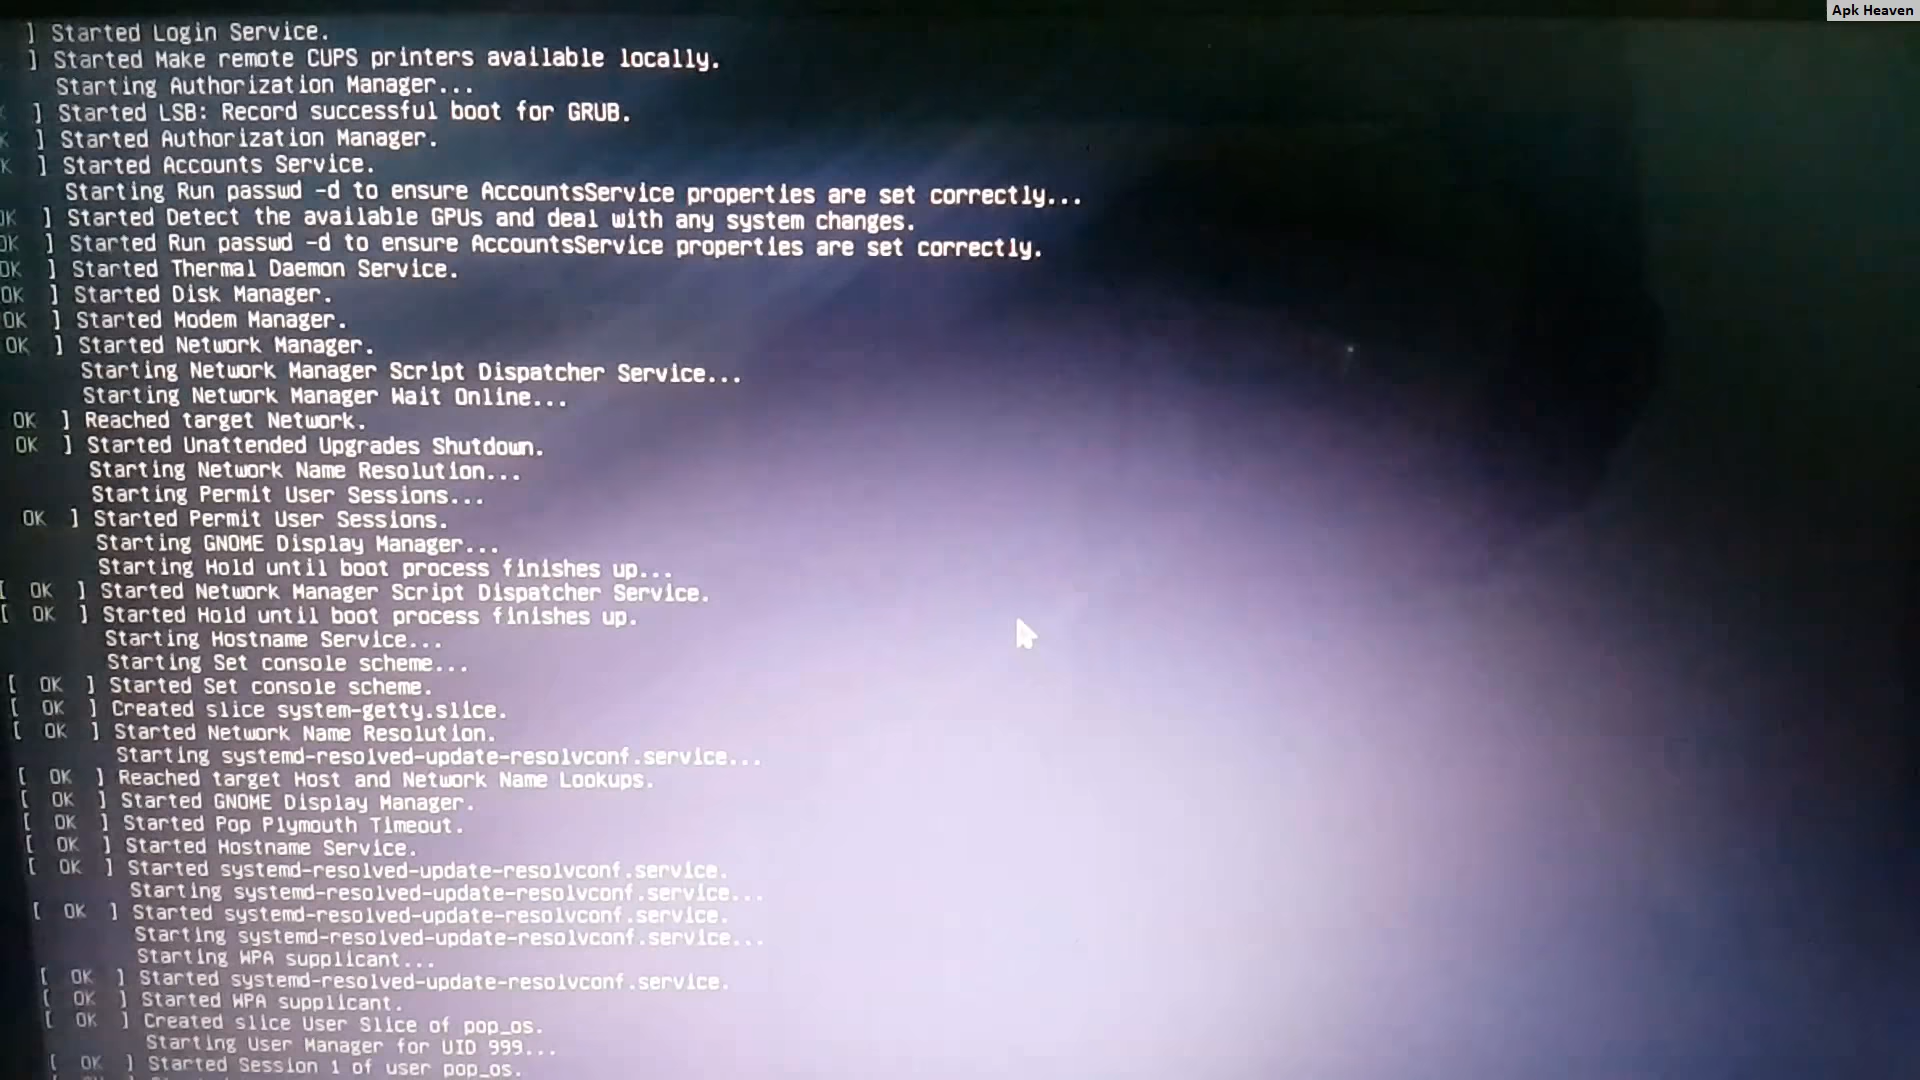 Apk Heaven
] Started Login Service.
] Started Make remote CUPS printers available locally.
Starting Authorization Manager...
] Started LSB: Record successful boot for GRUB.
K ] Started Authorization Manager.
K ] Started Accounts Service.
Starting Run passwd -d to ensure AccountsService properties are set correctly...
OK ] Started Detect the available GPUs and deal with any system changes.
OK ] Started Run passwd -d to ensure AccountsService properties are set correctly.
OK ] Started Thermal Daemon Service.
OK ] Started Disk Manager.
OK ] Started Modem Manager.
OK ] Started Network Manager.
Starting Network Manager Script Dispatcher Service...
Starting Network Manager Wait Online...
OK ] Reached target Network.
OK ] Started Unattended Upgrades Shutdown.
Starting Network Name Resolution...
Starting Permit User Sessions...
OK ] Started Permit User Sessions.
Starting GNOME Display Manager...
Starting Hold until boot process finishes up...
[ OK ] Started Network Manager Script Dispatcher Service.
[ OK ] Started Hold until boot process finishes up.
Starting Hostname Service...
Starting Set console scheme...
[ OK ] Started Set console scheme.
[ OK ] Created slice system-getty.slice.
[ OK ] Started Network Name Resolution.
Starting systemd-resolved-update-resolvconf.service...
[ OK ] Reached target Host and Network Name Lookups.
[ OK ] Started GNOME Display Manager.
[ OK ] Started Pop Plymouth Timeout.
[ OK ] Started Hostname Service.
[ OK ] Started systemd-resolved-update-resolvconf.service.
Starting systemd-resolved-update-resolvconf.service...
[ OK ] Started systemd-resolved-update-resolvconf.service.
Starting systemd-resolved-update-resolvconf.service...
Starting WPA supplicant...
[ OK ] Started systemd-resolved-update-resolvconf.service.
[ OK ] Started WPA supplicant.
[ OK ] Created slice User Slice of pop_os.
Starting User Manager for UID 999...
[ OK ] Started Session 1 of user pop_os.